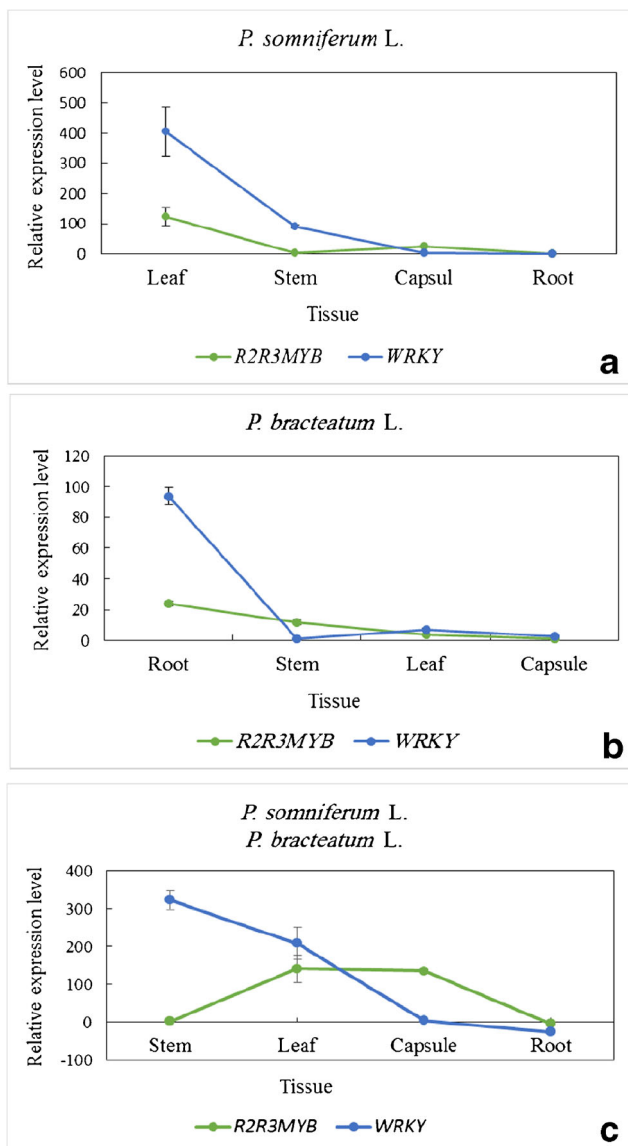 P. somniferum L.
Relative expression level
600
500
400
300
200
100
0
Leaf Stem Capsul Root
Tissue
R2R3MYB WRKY
a
P. bracteatum L.
Relative expression level
120
100
80
60
40
20
0
Root Stem Leaf Capsule
Tissue
R2R3MYB WRKY
b
P. somniferum L.
P. bracteatum L.
Relative expression level
400
300
200
100
0
-100
Stem Leaf Capsule Root
Tissue
R2R3MYB WRKY
c